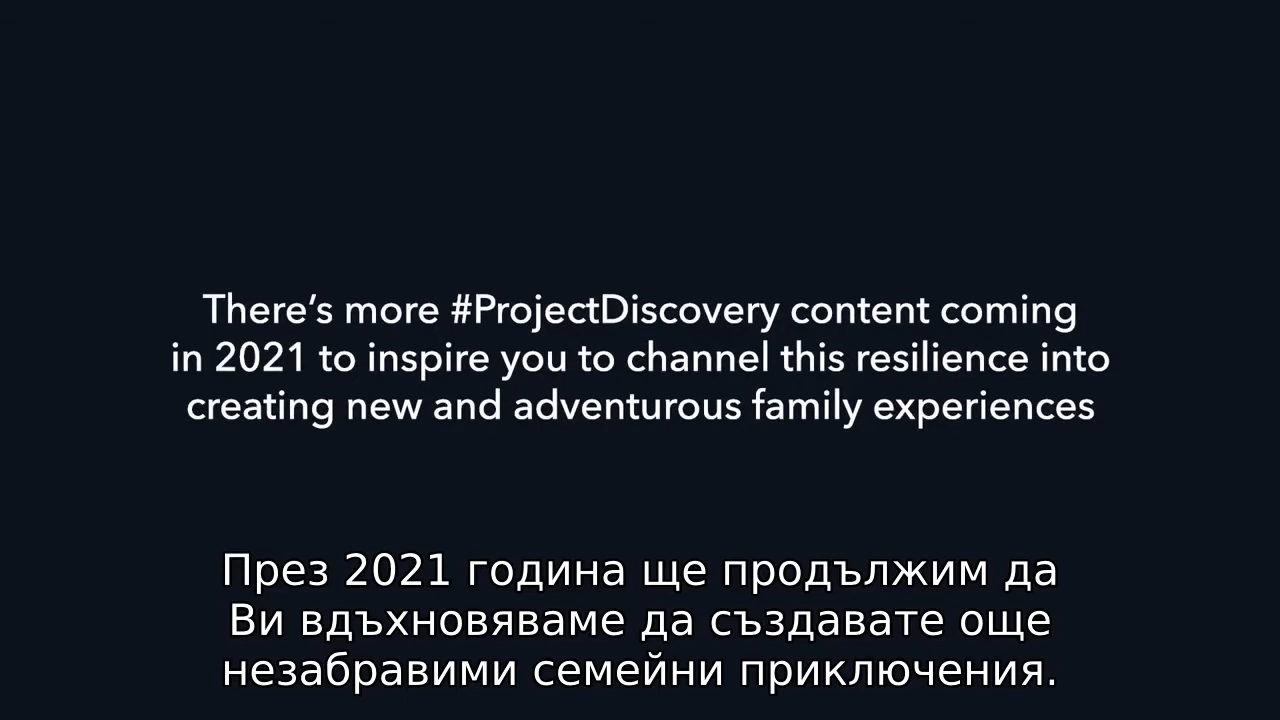 There's more #ProjectDiscovery content coming
in 2021 to inspire you to channel this resilience into
creating new and adventurous family experiences
През 2021 година ще продължим да
Ви вдъхновяваме да създавате още
незабравими семейни приключения.